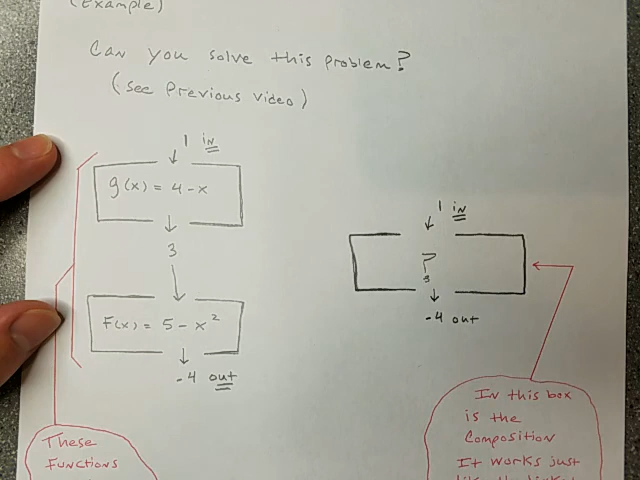 (Example)
Can you solve this problem?
(see Previous video)
1 in
g(x) = 4-x
3
F(x) = 5 - x²
-4 out
1 in
?
-4 out
These
Functions
In this box
is the
Composition
It works just